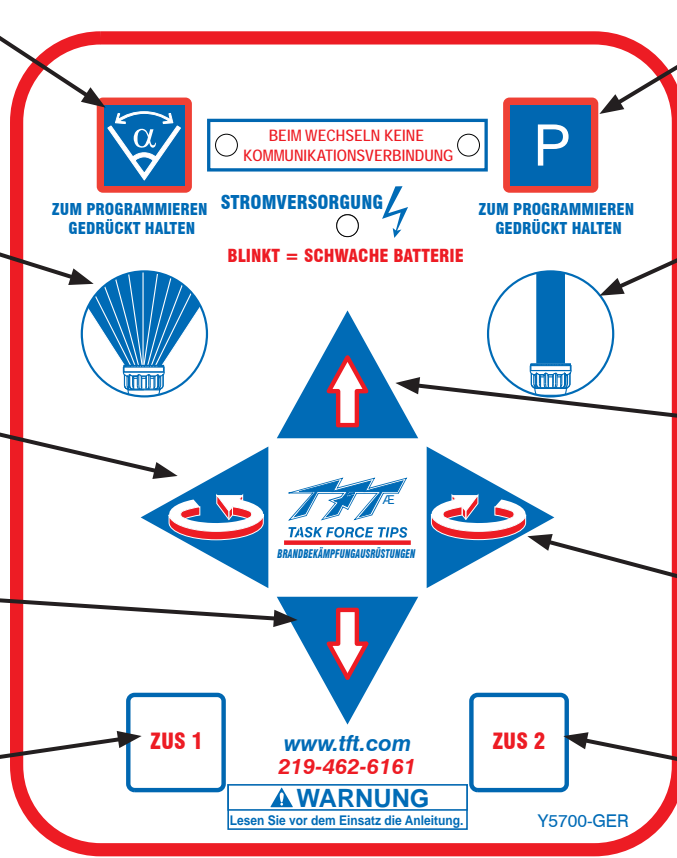 α
BEIM WECHSELN KEINE
KOMMUNIKATIONSVERBINDUNG
P
ZUM PROGRAMMIEREN
GEDRÜCKT HALTEN
STROMVERSORGUNG
ZUM PROGRAMMIEREN
GEDRÜCKT HALTEN
BLINKT = SCHWACHE BATTERIE
TFT Æ
TASK FORCE TIPS
BRANDBEKÄMPFUNGAUSRÜSTUNGEN
ZUS 1
ZUS 2
www.tft.com
219-462-6161
WARNUNG
Lesen Sie vor dem Einsatz die Anleitung.
Y5700-GER